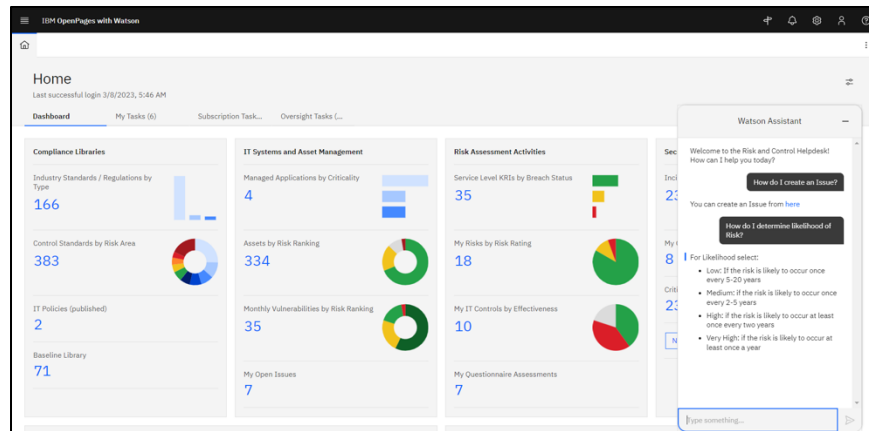 IBM OpenPages with Watson
Home
Last successful login 3/8/2023, 5:46 AM
Dashboard
My Tasks (6)
Subscription Task...
Oversight Tasks (...
Compliance Libraries
Industry Standards / Regulations by
Type
166
Control Standards by Risk Area
383
IT Policies (published)
2
Baseline Library
71
IT Systems and Asset Management
Managed Applications by Criticality
4
Assets by Risk Ranking
334
Monthly Vulnerabilities by Risk Ranking
35
My Open Issues
7
Risk Assessment Activities
Service Level KRIs by Breach Status
35
My Risks by Risk Rating
18
My IT Controls by Effectiveness
10
My Questionnaire Assessments
7
Sec
Inci
23
My
8
Criti
23
N
Watson Assistant
Welcome to the Risk and Control Helpdesk!
How can I help you today?
How do I create an Issue?
You can create an Issue from here
How do I determine likelihood of
Risk?
For Likelihood select:
• Low: If the risk is likely to occur once
every 5-20 years
• Medium: if the risk is likely to occur once
every 2-5 years
• High: if the risk is likely to occur at least
once every two years
• Very High: if the risk is likely to occur at
least once a year
Type something...